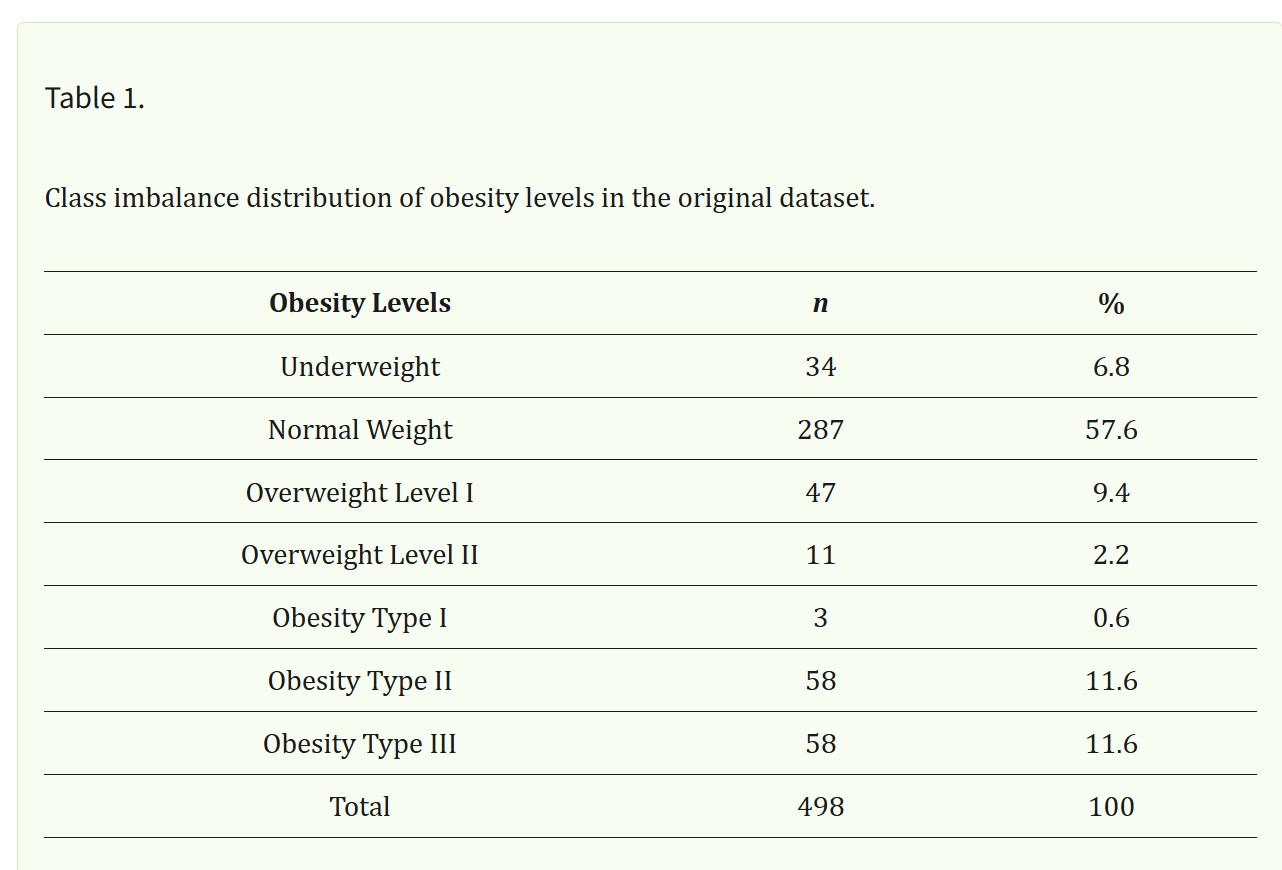 Table 1.
Class imbalance distribution of obesity levels in the original dataset.
Obesity Levels n %
Underweight 34 6.8
Normal Weight 287 57.6
Overweight Level I 47 9.4
Overweight Level II 11 2.2
Obesity Type I 3 0.6
Obesity Type II 58 11.6
Obesity Type III 58 11.6
Total 498 100